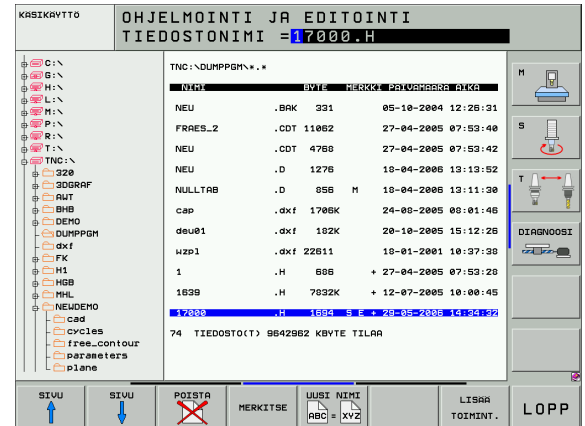 KÄSIKÄYTTÖ
OHJELMOINTI JA EDITOINTI
TIEDOSTONIMI =17000.H
C:\
G:\
H:\
L:\
M:\
P:\
R:\
T:\
TNC:\
320
3DGRAF
AWT
BHB
DEMO
DUMPPGM
dxf
FK
H1
HGB
MHL
NEWDEMO
cad
cycles
free_contour
parameters
plane
TNC:\DUMPPGM\*.*
NIMI BYTE MERKKI PÄIVÄMÄÄRÄ AIKA
NEU .BAK 331 05-10-2004 12:26:31
FRAES_2 .CDT 11062 27-04-2005 07:53:40
NEU .CDT 4768 27-04-2005 07:53:42
NEU .D 1276 18-04-2006 13:13:52
NULLTAB .D 856 M 18-04-2006 13:11:30
cap .dxf 1706K 24-08-2005 08:01:46
deu01 .dxf 182K 20-10-2005 15:12:26
wzpl .dxf 22611 18-01-2001 10:37:38
1 .H 686 + 27-04-2005 07:53:28
1639 .H 7832K + 12-07-2005 10:00:45
17000 .H 1694 S E + 29-05-2006 14:34:32
74 TIEDOSTO(T) 9642962 KBYTE TILAA
M
S
T
DIAGNOOSI
SIVU
SIVU
POISTA
MERKITSE
UUSI NIMI
ABC = XYZ
LISÄÄ
TOIMINT.
LOPP